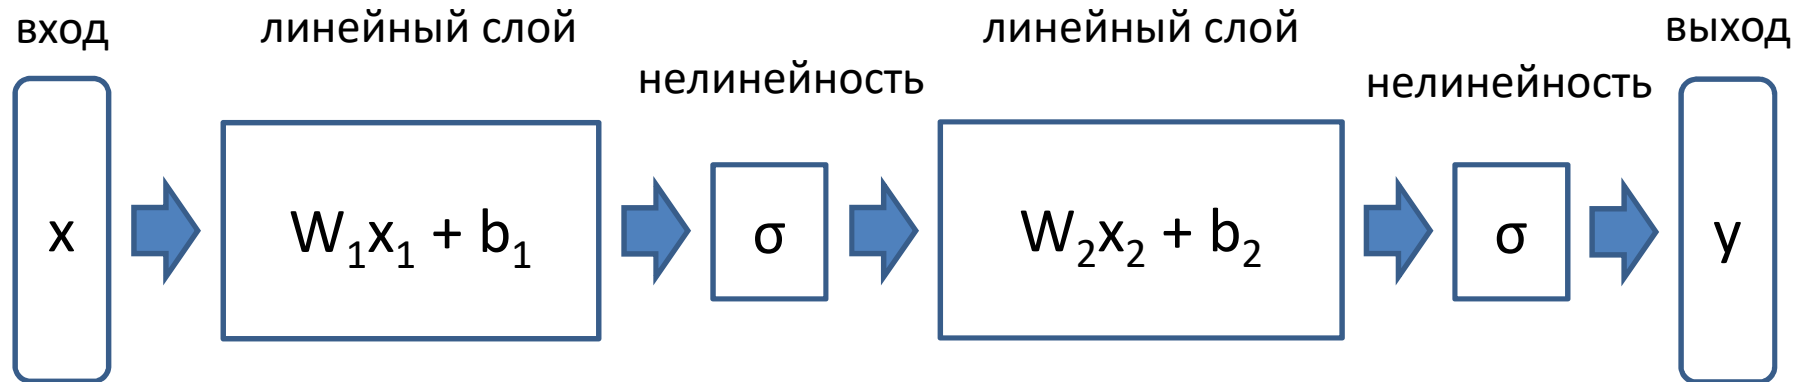 вход
линейный слой
нелинейность
линейный слой
нелинейность
выход
x
W₁x₁ + b₁
σ
W₂x₂ + b₂
σ
y